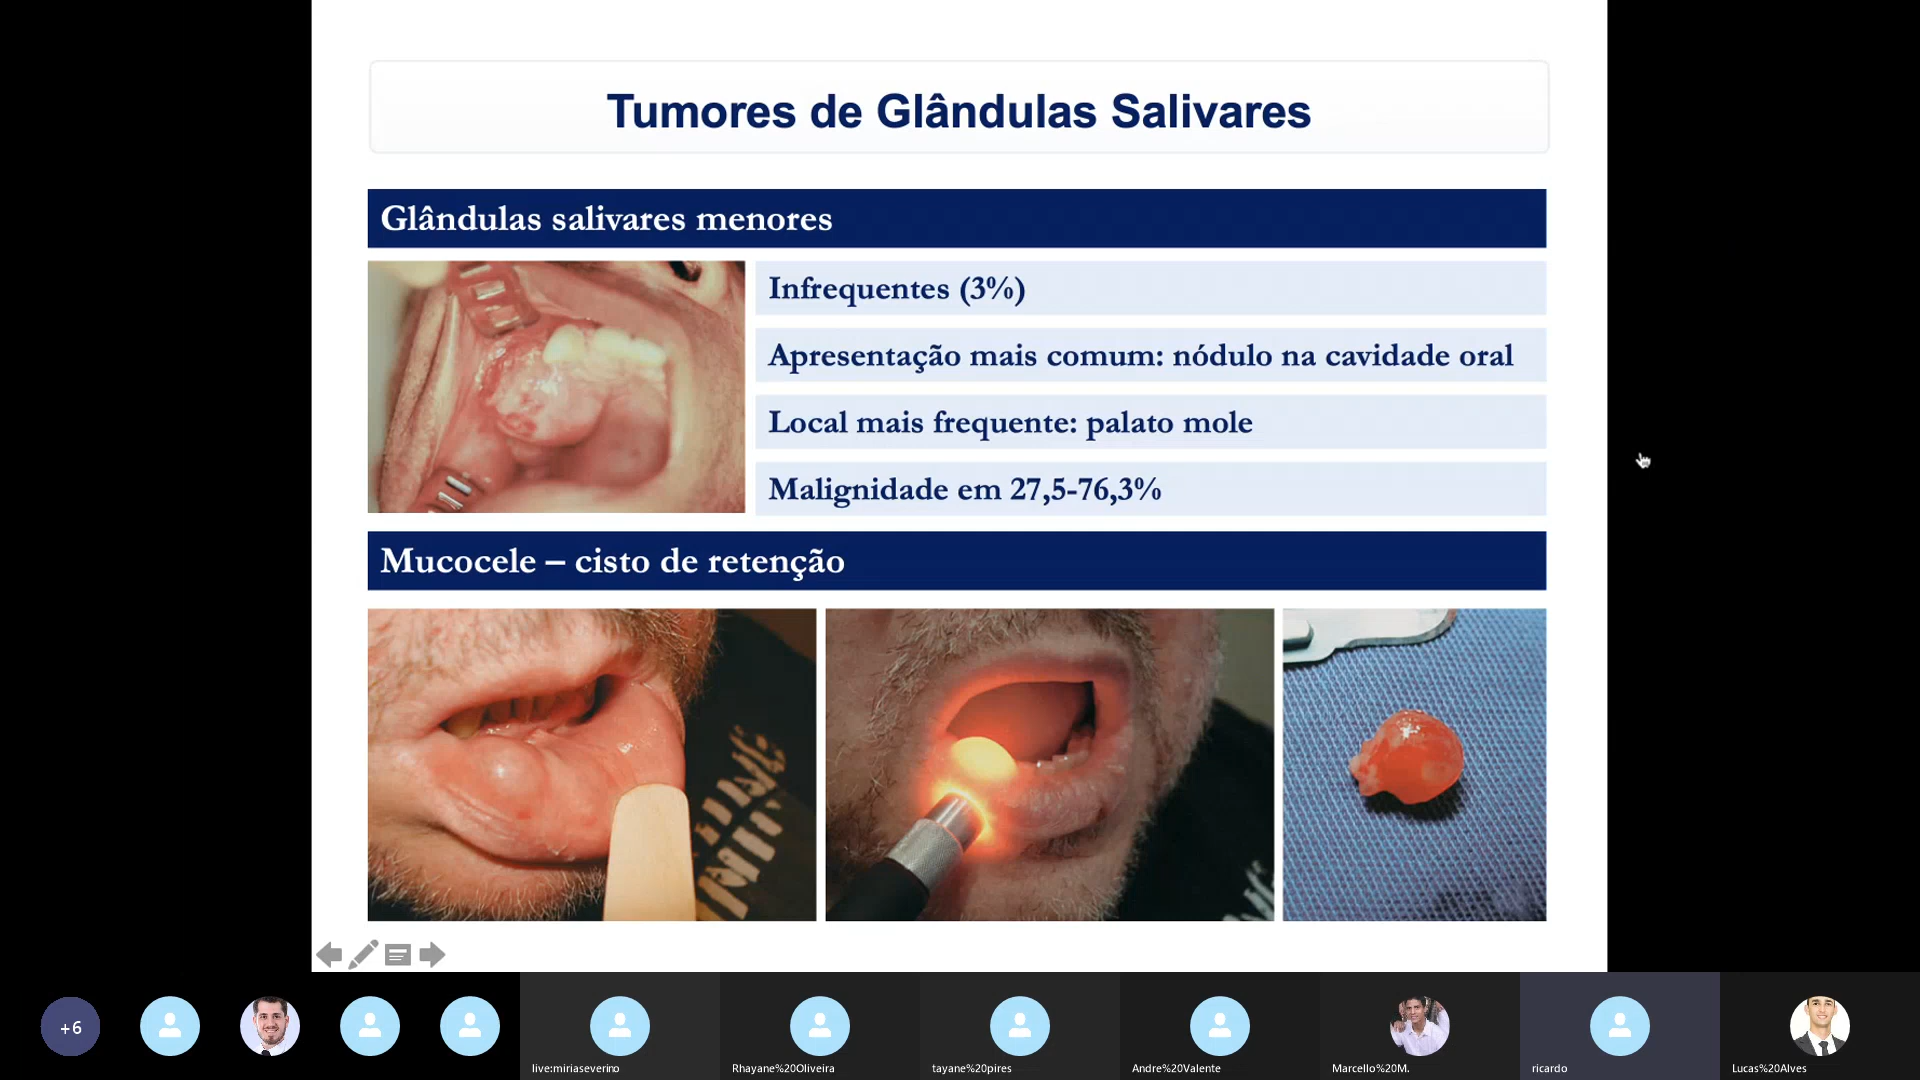 Tumores de Glândulas Salivares
Glândulas salivares menores
Infrequentes (3%)
Apresentação mais comum: nódulo na cavidade oral
Local mais frequente: palato mole
Malignidade em 27,5-76,3%
Mucocele – cisto de retenção
+6
live:miriaseverino
Rhayane%20Oliveira
tayane%20pires
Andre%20Valente
Marcello%20M.
ricardo
Lucas%20Alves